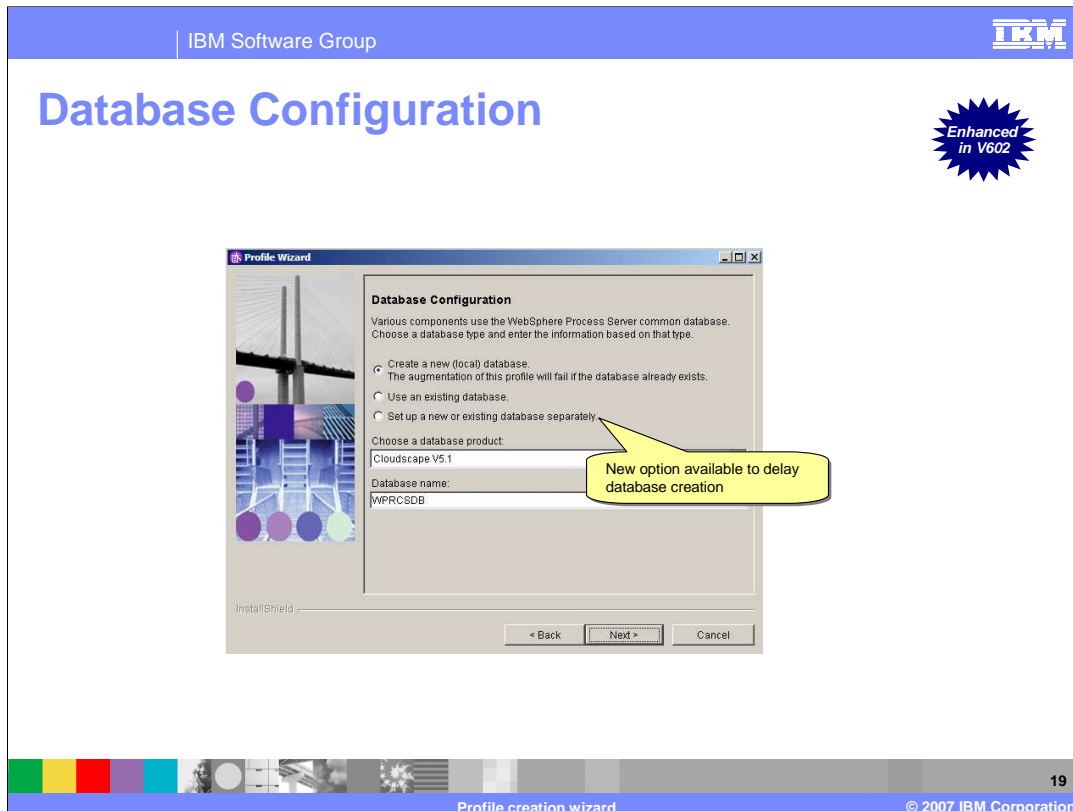 IBM Software Group
IBM
Database Configuration
Enhanced
in V602
Profile Wizard
Database Configuration
Various components use the WebSphere Process Server common database.
Choose a database type and enter the information based on that type.
Create a new (local) database.
The augmentation of this profile will fail if the database already exists.
Use an existing database.
Set up a new or existing database separately.
Choose a database product:
Cloudscape V5.1
New option available to delay
database creation
Database name:
WPRCSDB
InstallShield
< Back
Next >
Cancel
19
Profile creation wizard
© 2007 IBM Corporation